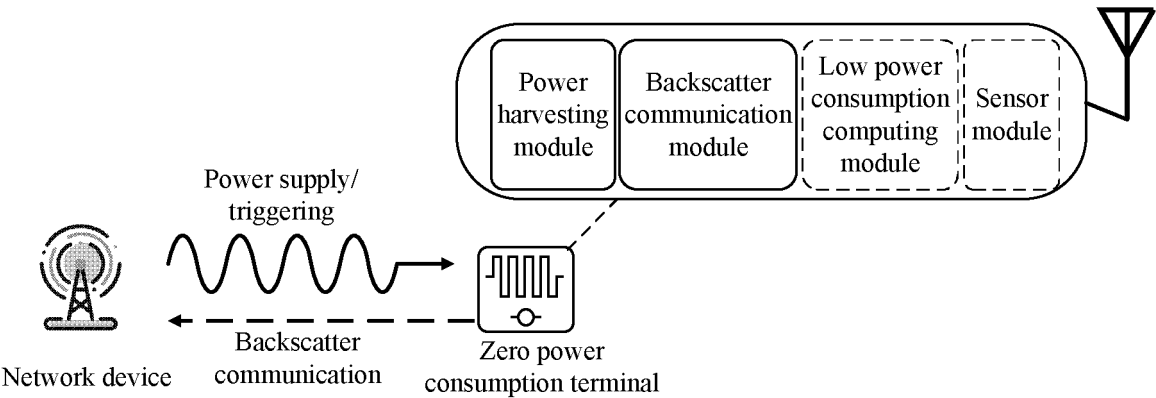 Power
harvesting
module
Backscatter
communication
module
Low power
consumption
computing
module
Sensor
module
Power supply/
triggering
Backscatter
communication
Network device
Zero power
consumption terminal